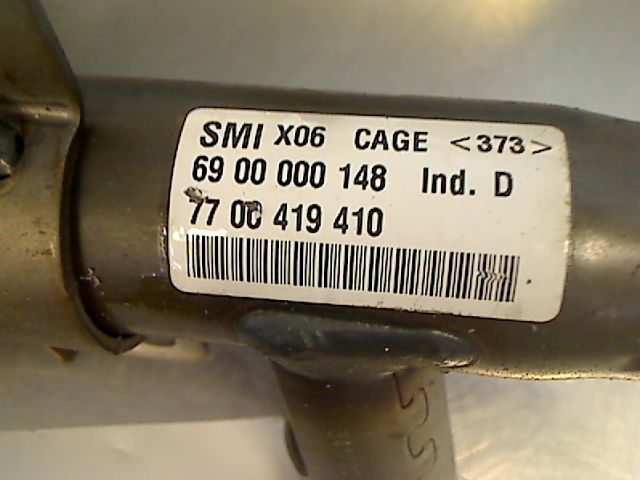 SMI X06 CAGE <373>
69 00 000 148 Ind. D
77 00 419 410